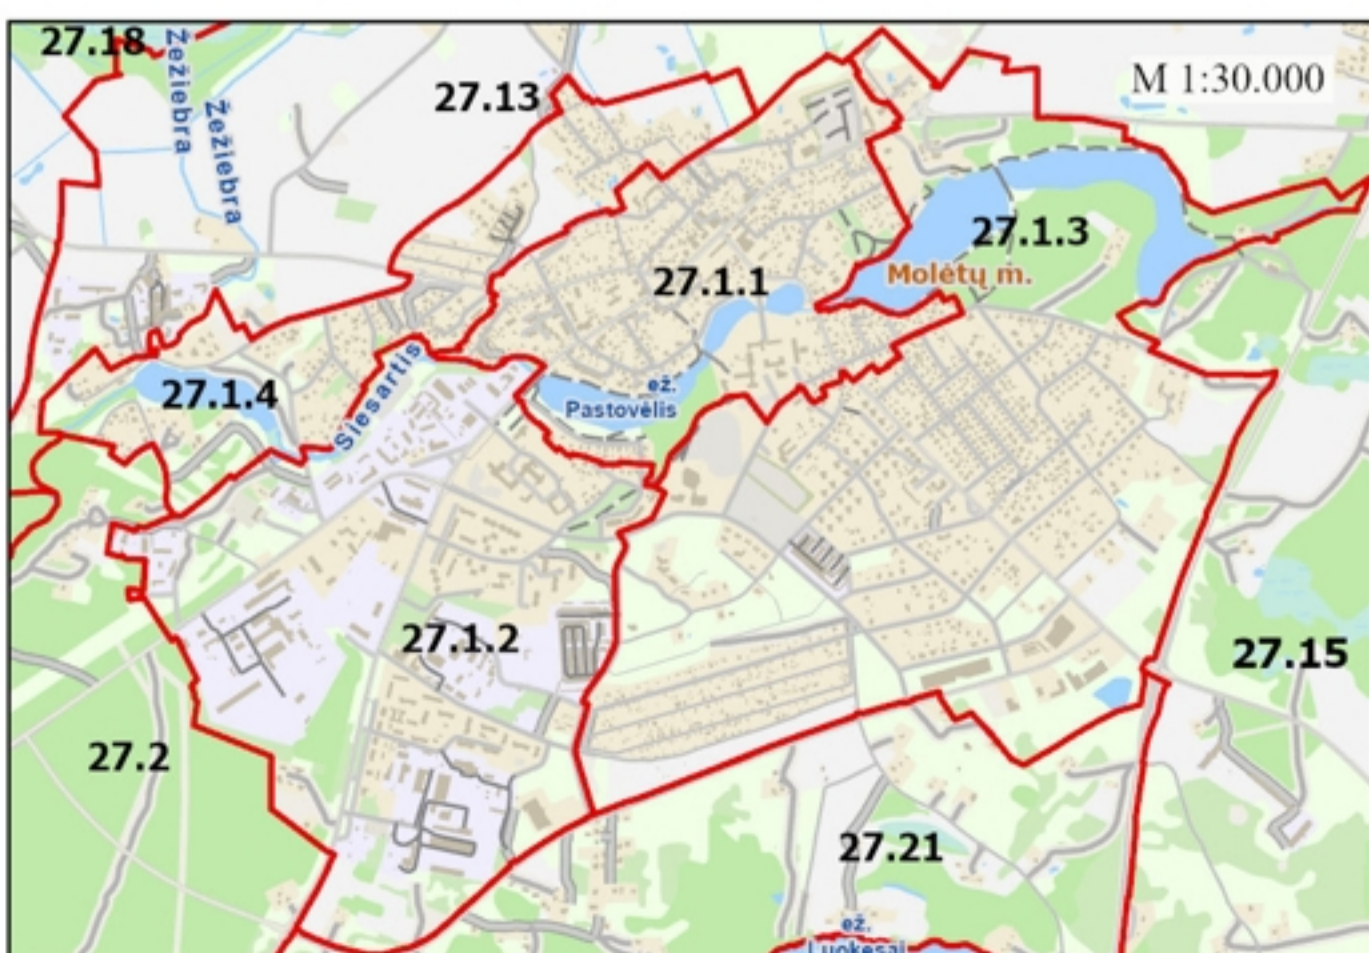 27.18
Žežiebra
Žežiebra
27.13
M 1:30.000
27.1.3
Molėtų m.
27.1.1
27.1.4
Siesartis
ež.
Pastovėlis
27.1.2
27.15
27.2
27.21
ež.
Luokesai